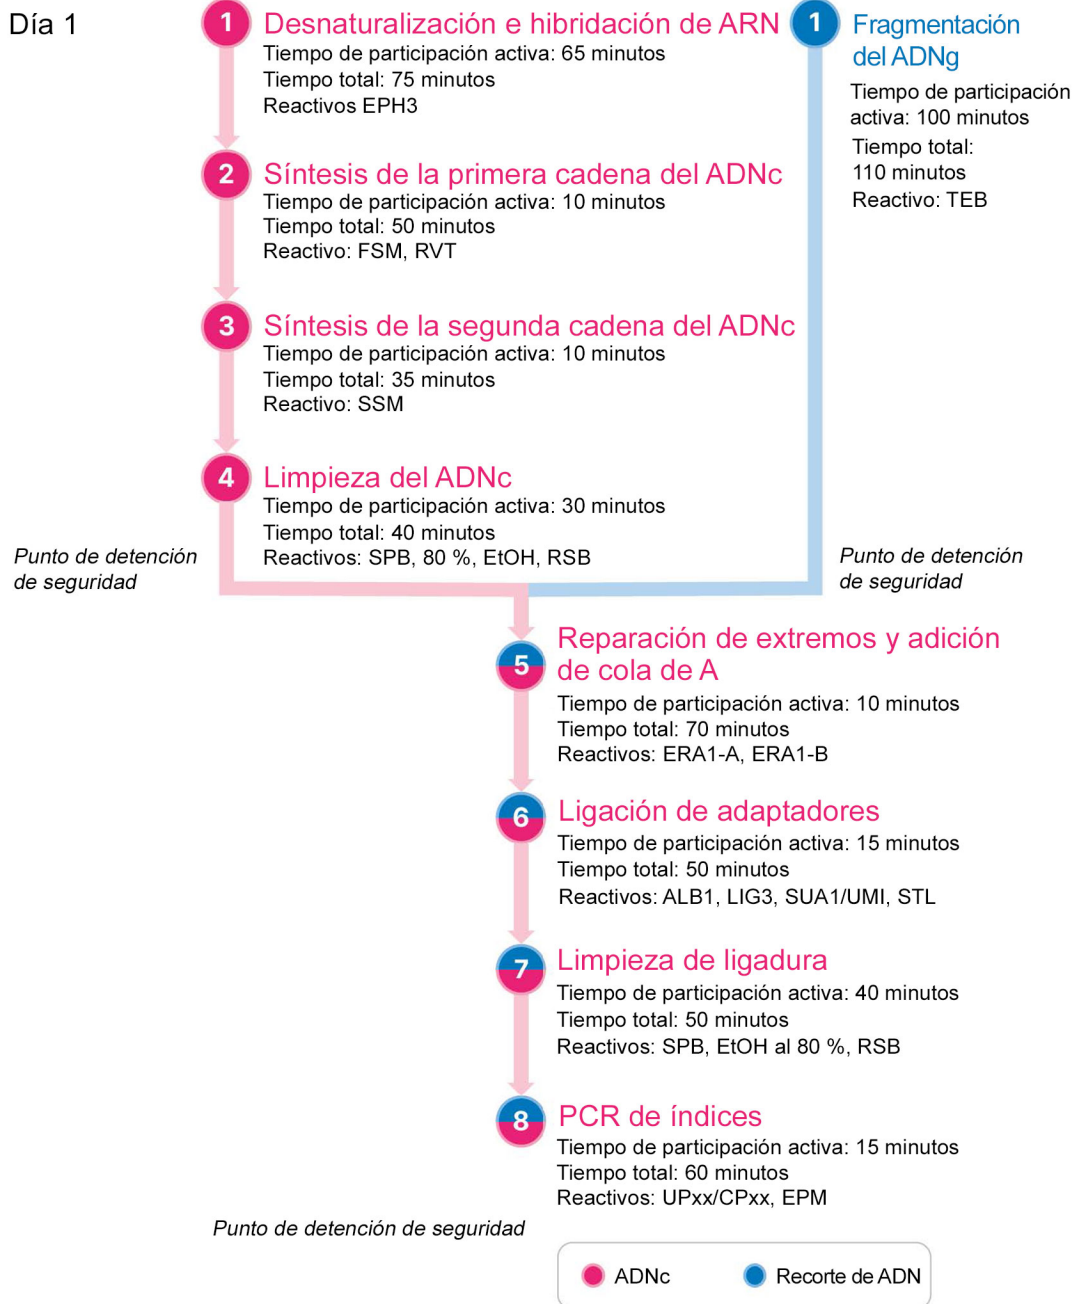 Día 1
1
Desnaturalización e hibridación de ARN
Tiempo de participación activa: 65 minutos
Tiempo total: 75 minutos
Reactivos EPH3
1
Fragmentación
del ADNg
Tiempo de participación
activa: 100 minutos
Tiempo total:
110 minutos
Reactivo: TEB
2
Síntesis de la primera cadena del ADNc
Tiempo de participación activa: 10 minutos
Tiempo total: 50 minutos
Reactivo: FSM, RVT
3
Síntesis de la segunda cadena del ADNc
Tiempo de participación activa: 10 minutos
Tiempo total: 35 minutos
Reactivo: SSM
4
Limpieza del ADNc
Tiempo de participación activa: 30 minutos
Tiempo total: 40 minutos
Reactivos: SPB, 80 %, EtOH, RSB
Punto de detención
de seguridad
Punto de detención
de seguridad
5
Reparación de extremos y adición
de cola de A
Tiempo de participación activa: 10 minutos
Tiempo total: 70 minutos
Reactivos: ERA1-A, ERA1-B
6
Ligación de adaptadores
Tiempo de participación activa: 15 minutos
Tiempo total: 50 minutos
Reactivos: ALB1, LIG3, SUA1/UMI, STL
7
Limpieza de ligadura
Tiempo de participación activa: 40 minutos
Tiempo total: 50 minutos
Reactivos: SPB, EtOH al 80 %, RSB
8
PCR de índices
Tiempo de participación activa: 15 minutos
Tiempo total: 60 minutos
Reactivos: UPxx/CPxx, EPM
Punto de detención de seguridad
ADNc
Recorte de ADN